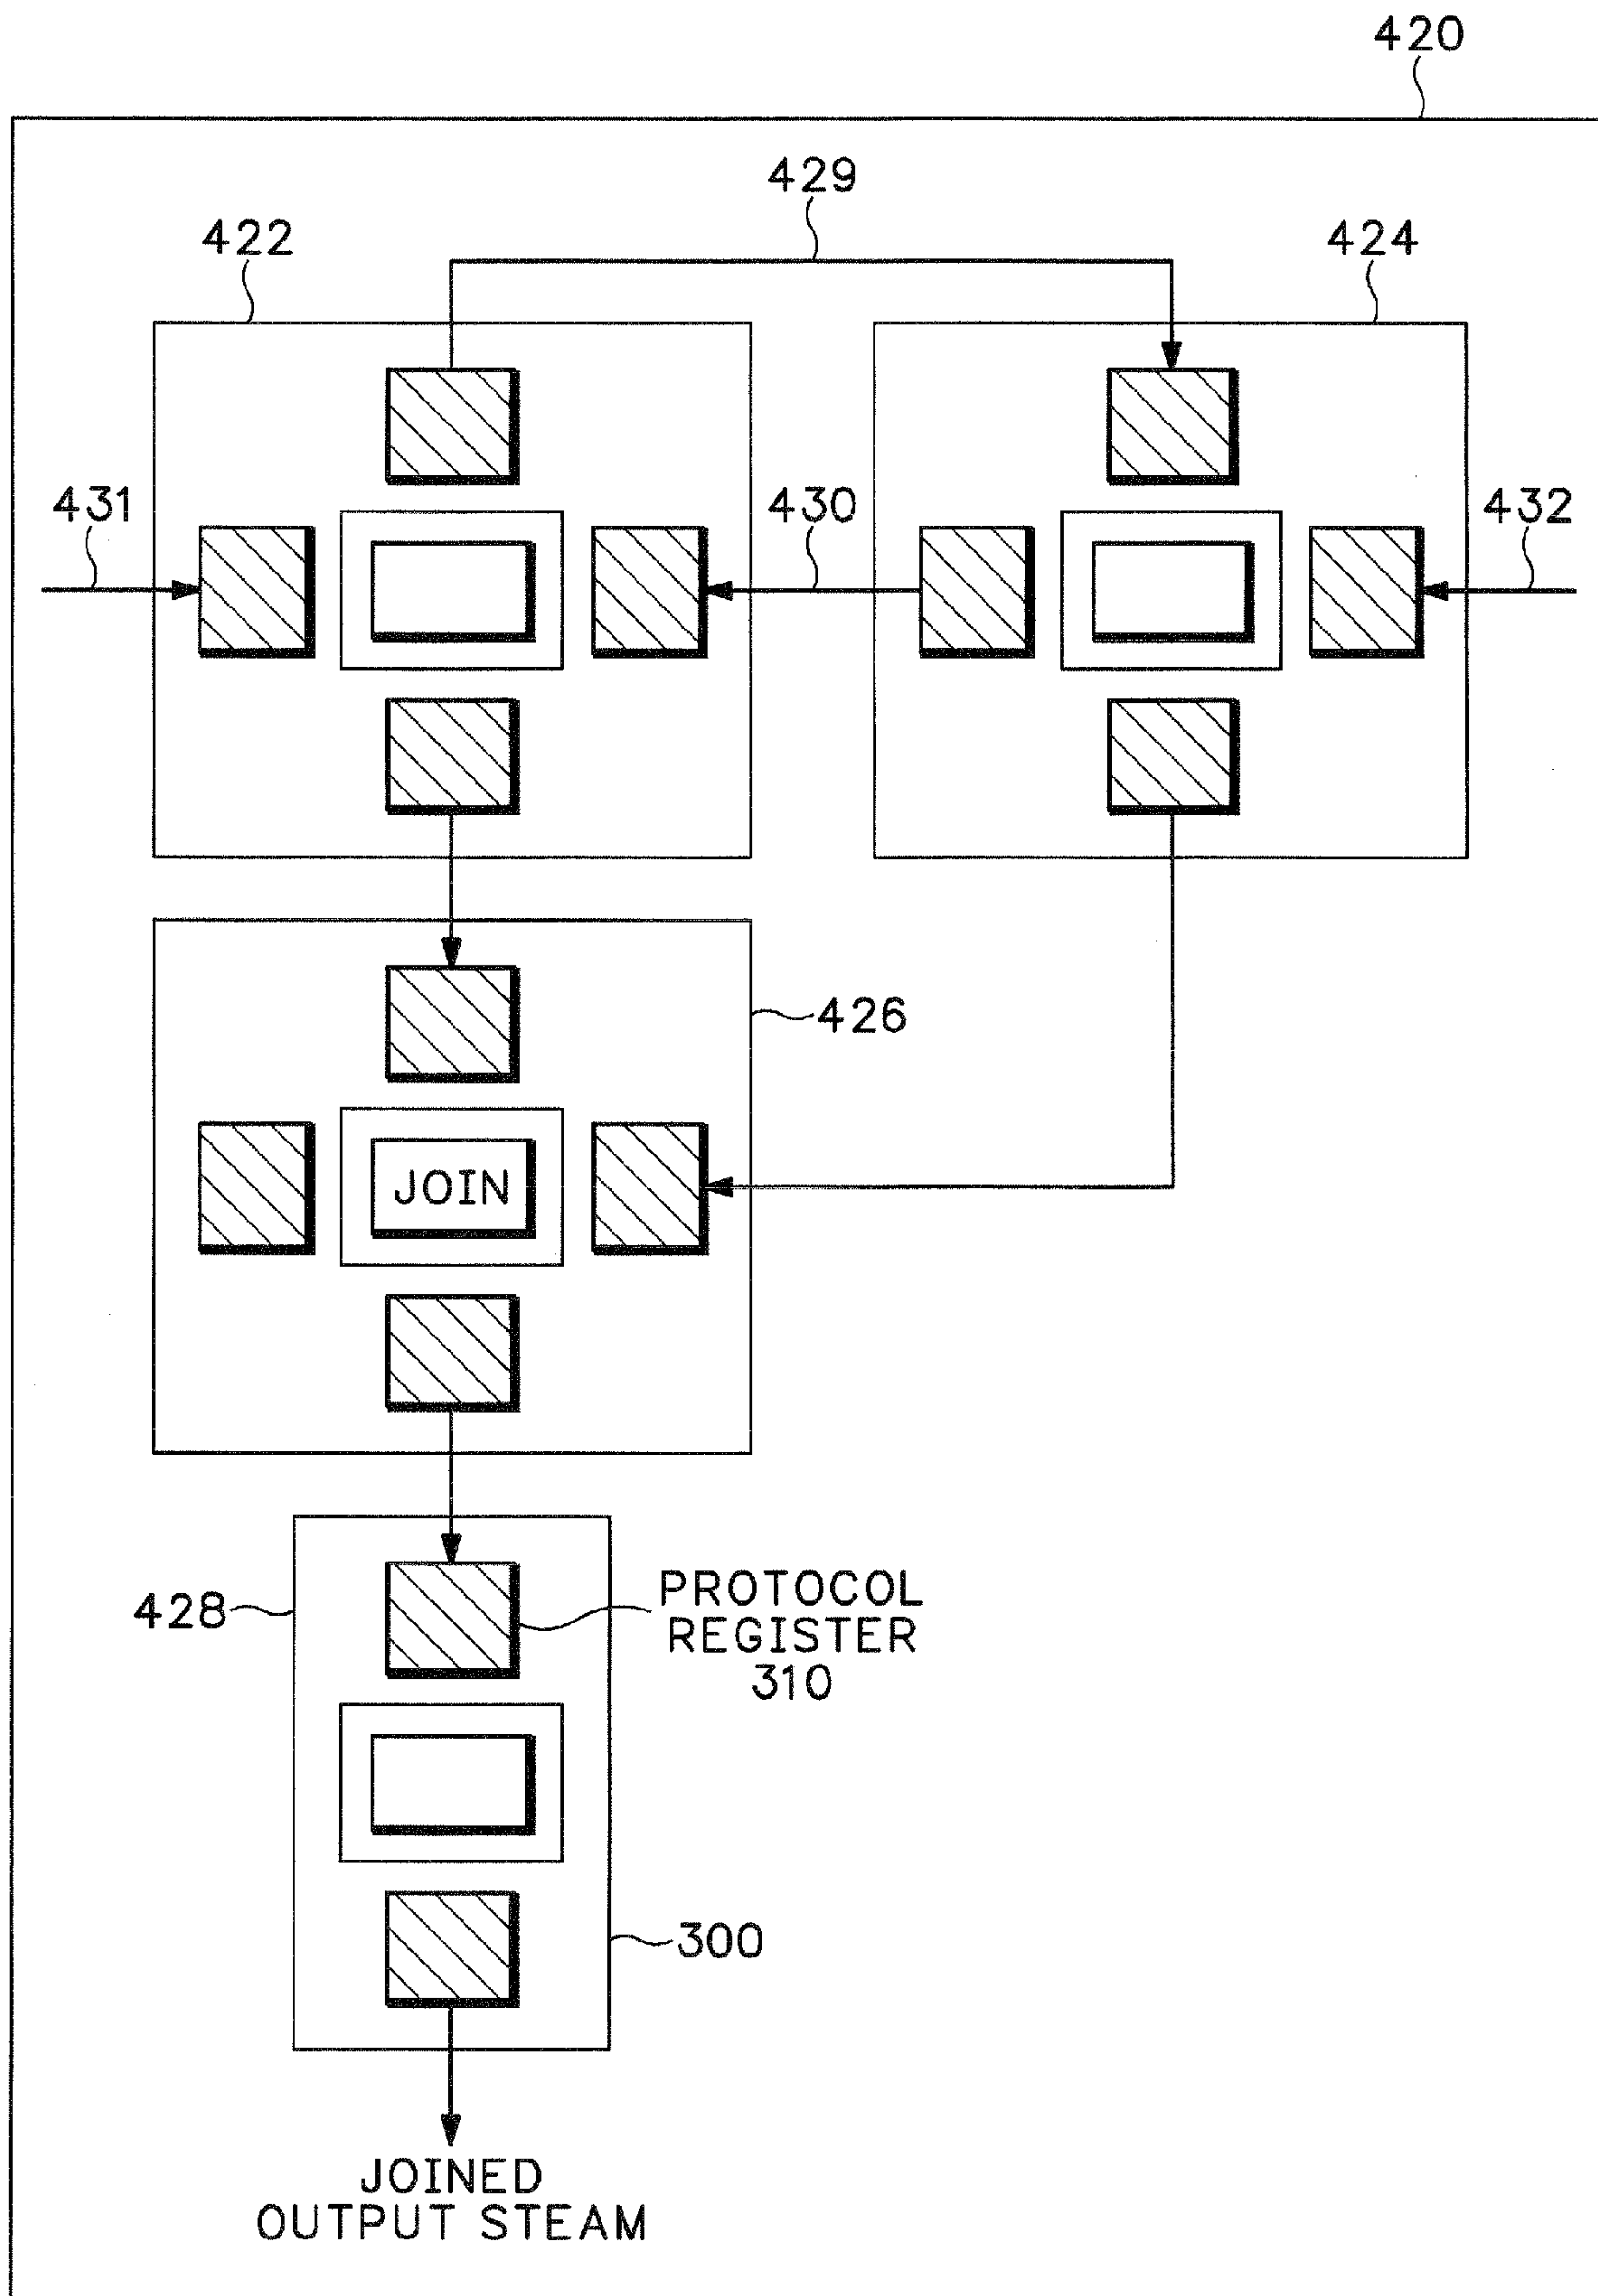 420
429
422
424
431
430
432
426
JOIN
428
PROTOCOL
REGISTER
310
300
JOINED
OUTPUT STEAM